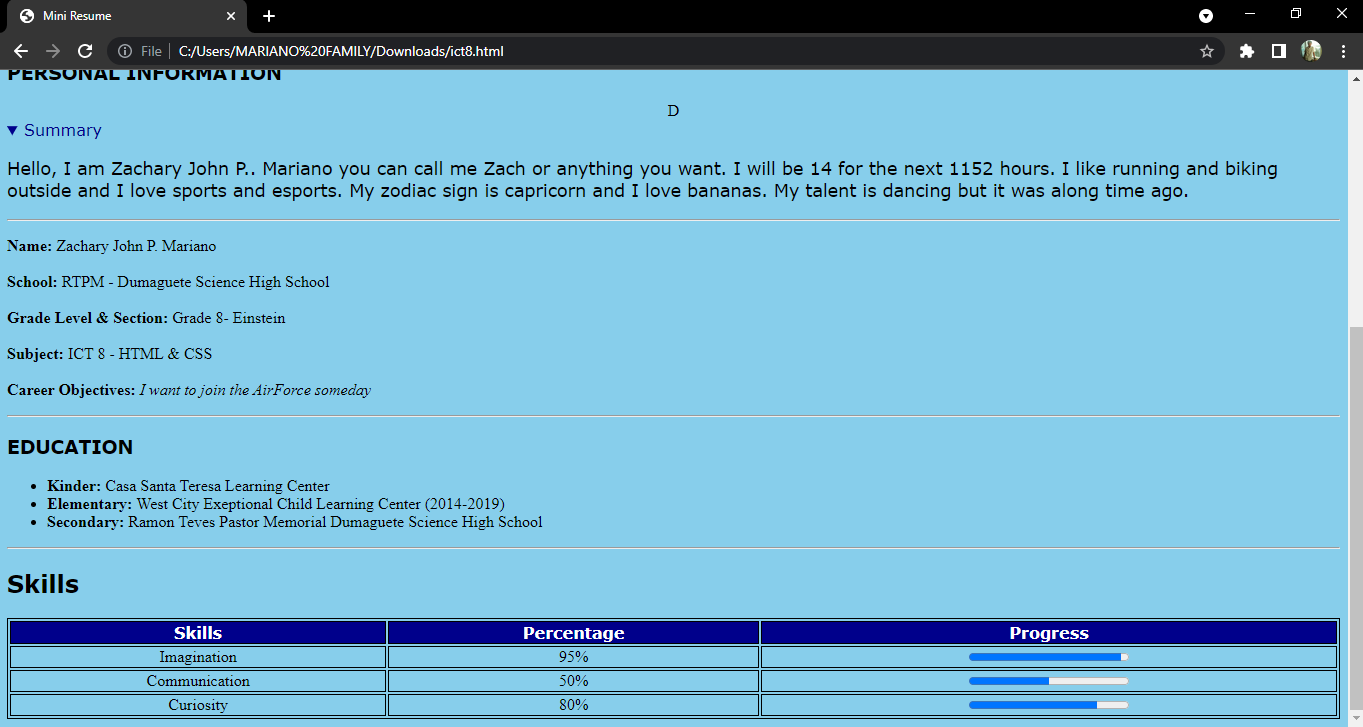 Mini Resume
File C:/Users/MARIANO%20FAMILY/Downloads/ict8.html
PERSONAL INFORMATION
D
Summary
Hello, I am Zachary John P.. Mariano you can call me Zach or anything you want. I will be 14 for the next 1152 hours. I like running and biking
outside and I love sports and esports. My zodiac sign is capricorn and I love bananas. My talent is dancing but it was along time ago.
Name: Zachary John P. Mariano
School: RTPM - Dumaguete Science High School
Grade Level & Section: Grade 8- Einstein
Subject: ICT 8 - HTML & CSS
Career Objectives: I want to join the AirForce someday
EDUCATION
Kinder: Casa Santa Teresa Learning Center
Elementary: West City Exeptional Child Learning Center (2014-2019)
Secondary: Ramon Teves Pastor Memorial Dumaguete Science High School
Skills
Skills Percentage Progress
Imagination 95%
Communication 50%
Curiosity 80%